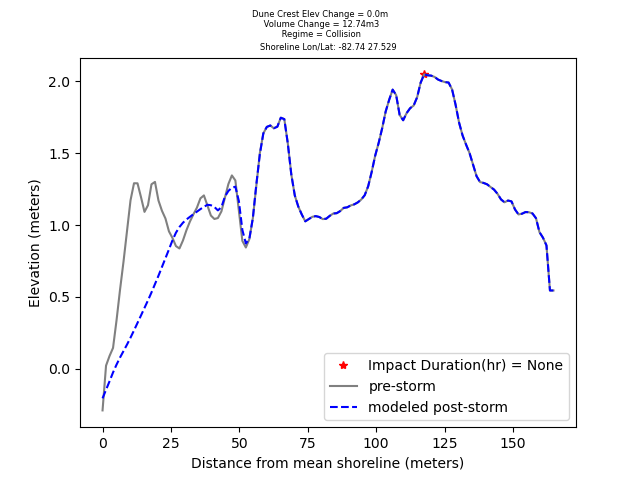 Dune Crest Elev Change = 0.0m
Volume Change = 12.74m3
Regime = Collision
Shoreline Lon/Lat: -82.74 27.529
2.0
1.5
1.0
0.5
0.0
Elevation (meters)
Impact Duration(hr) = None
pre-storm
modeled post-storm
0 25 50 75 100 125 150
Distance from mean shoreline (meters)